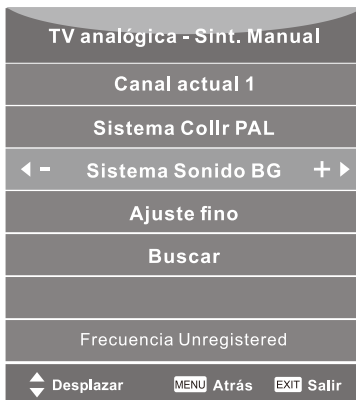 TV analógica - Sint. Manual
Canal actual 1
Sistema Collr PAL
- Sistema Sonido BG +
Ajuste fino
Buscar
Frecuencia Unregistered
Desplazar MENU Atrás EXIT Salir